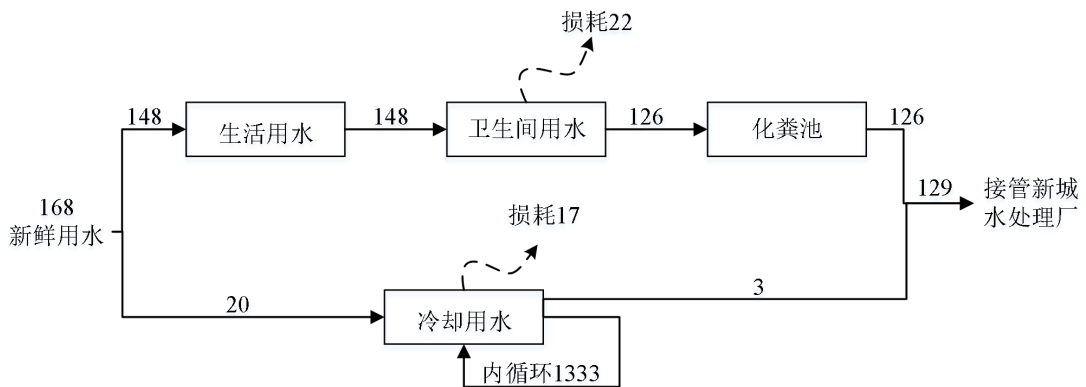 损耗22
148
生活用水
148
卫生间用水
126
化粪池
126
168
新鲜用水
129
接管新城
水处理厂
损耗17
20
冷却用水
3
内循环1333